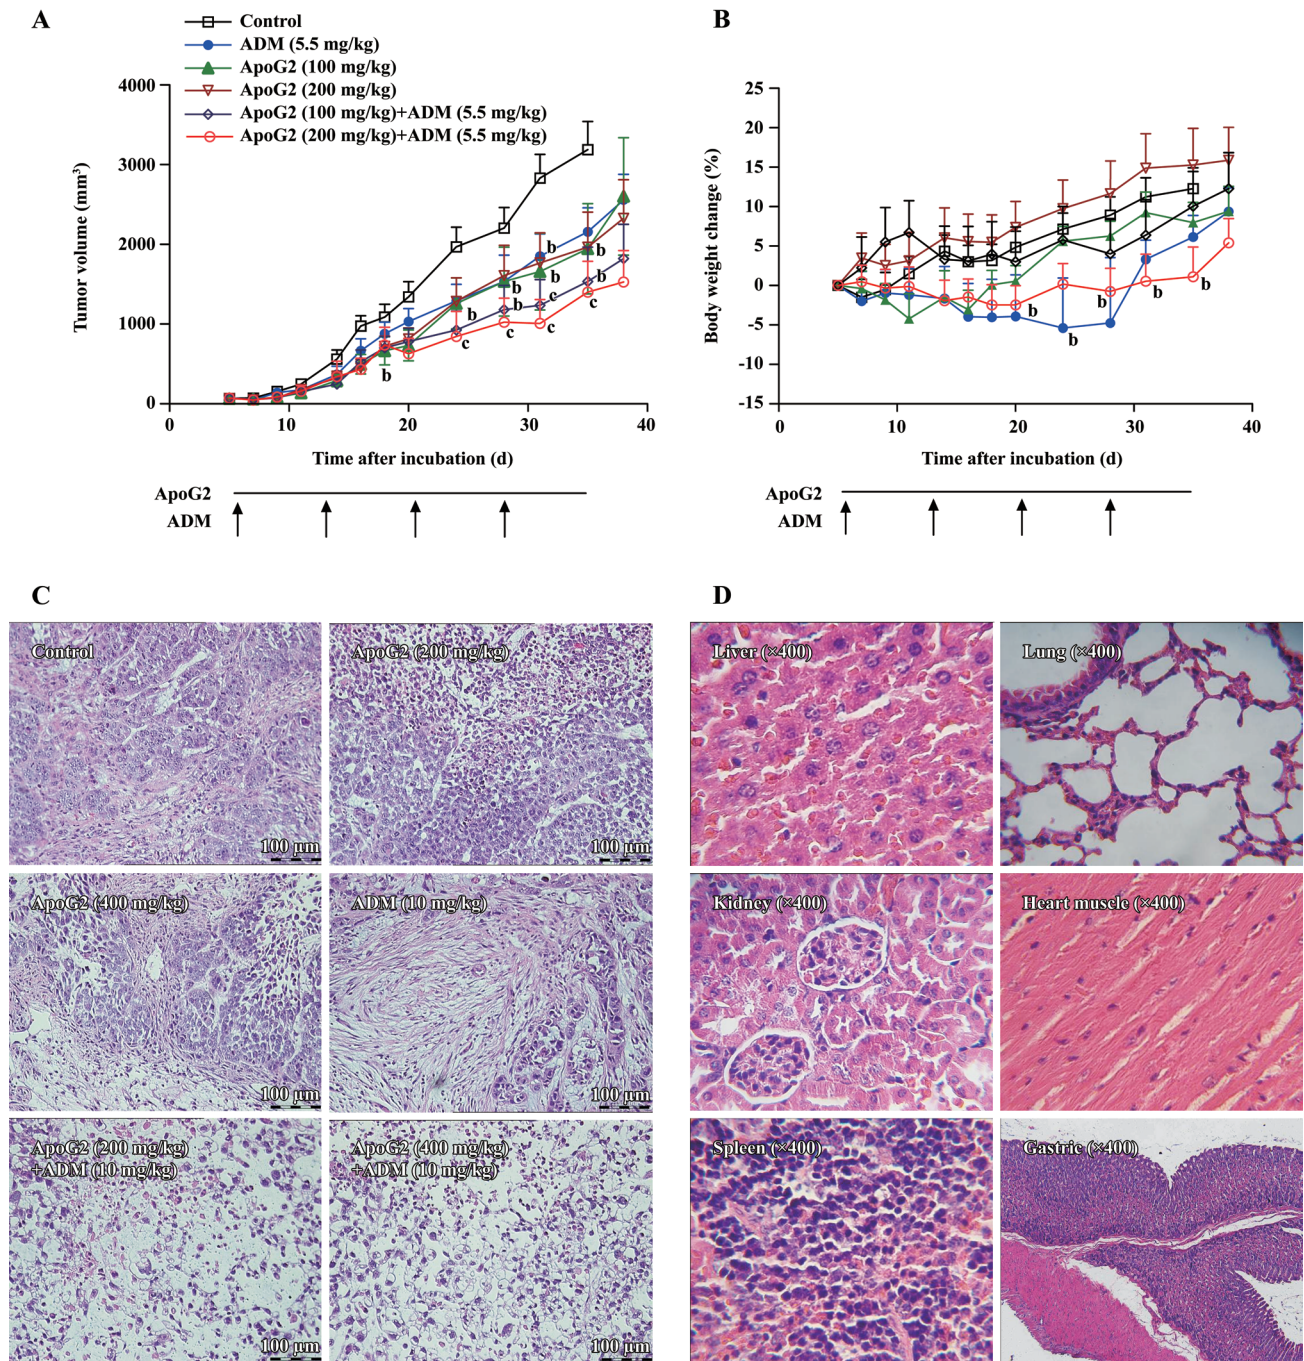 A
Control
ADM (5.5 mg/kg)
ApoG2 (100 mg/kg)
ApoG2 (200 mg/kg)
ApoG2 (100 mg/kg)+ADM (5.5 mg/kg)
ApoG2 (200 mg/kg)+ADM (5.5 mg/kg)
4000
3000
2000
1000
0
Tumor volume (mm³)
b
b
b
b
b
b
b
b
c
c
c
c
0
10
20
30
40
Time after incubation (d)
ApoG2
ADM
B
25
20
15
10
5
0
-5
-10
-15
Body weight change (%)
b
b
b
b
b
0
10
20
30
40
Time after incubation (d)
ApoG2
ADM
C
Control
100 μm
ApoG2 (200 mg/kg)
100 μm
ApoG2 (400 mg/kg)
100 μm
ADM (10 mg/kg)
100 μm
ApoG2 (200 mg/kg)
+ADM (10 mg/kg)
100 μm
ApoG2 (400 mg/kg)
+ADM (10 mg/kg)
100 μm
D
Liver (×400)
Lung (×400)
Kidney (×400)
Heart muscle (×400)
Spleen (×400)
Gastric (×400)